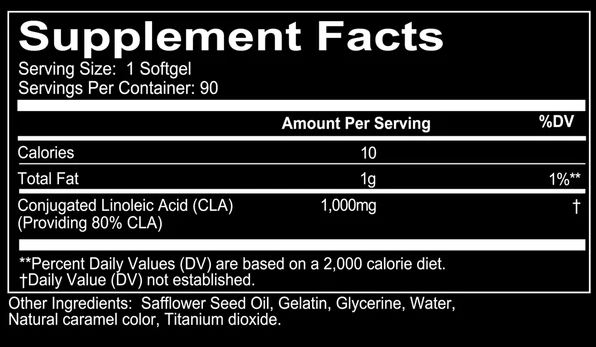 Supplement Facts
Serving Size: 1 Softgel
Servings Per Container: 90
Amount Per Serving %DV
Calories 10
Total Fat 1g 1%**
Conjugated Linoleic Acid (CLA) 1,000mg †
(Providing 80% CLA)
**Percent Daily Values (DV) are based on a 2,000 calorie diet.
†Daily Value (DV) not established.
Other Ingredients: Safflower Seed Oil, Gelatin, Glycerine, Water,
Natural caramel color, Titanium dioxide.